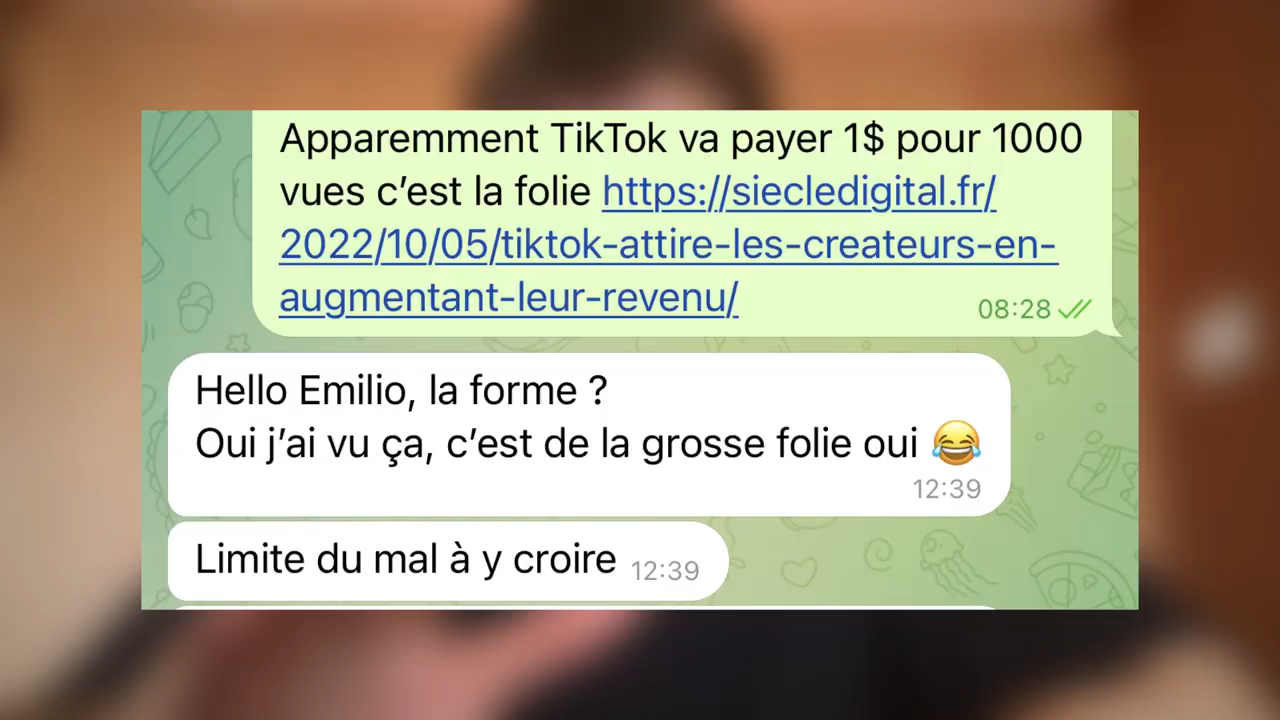 Apparemment TikTok va payer 1$ pour 1000
vues c’est la folie https://siecledigital.fr/
2022/10/05/tiktok-attire-les-createurs-en-
augmentant-leur-revenu/
08:28
Hello Emilio, la forme ?
Oui j’ai vu ça, c’est de la grosse folie oui 😂
12:39
Limite du mal à y croire 12:39